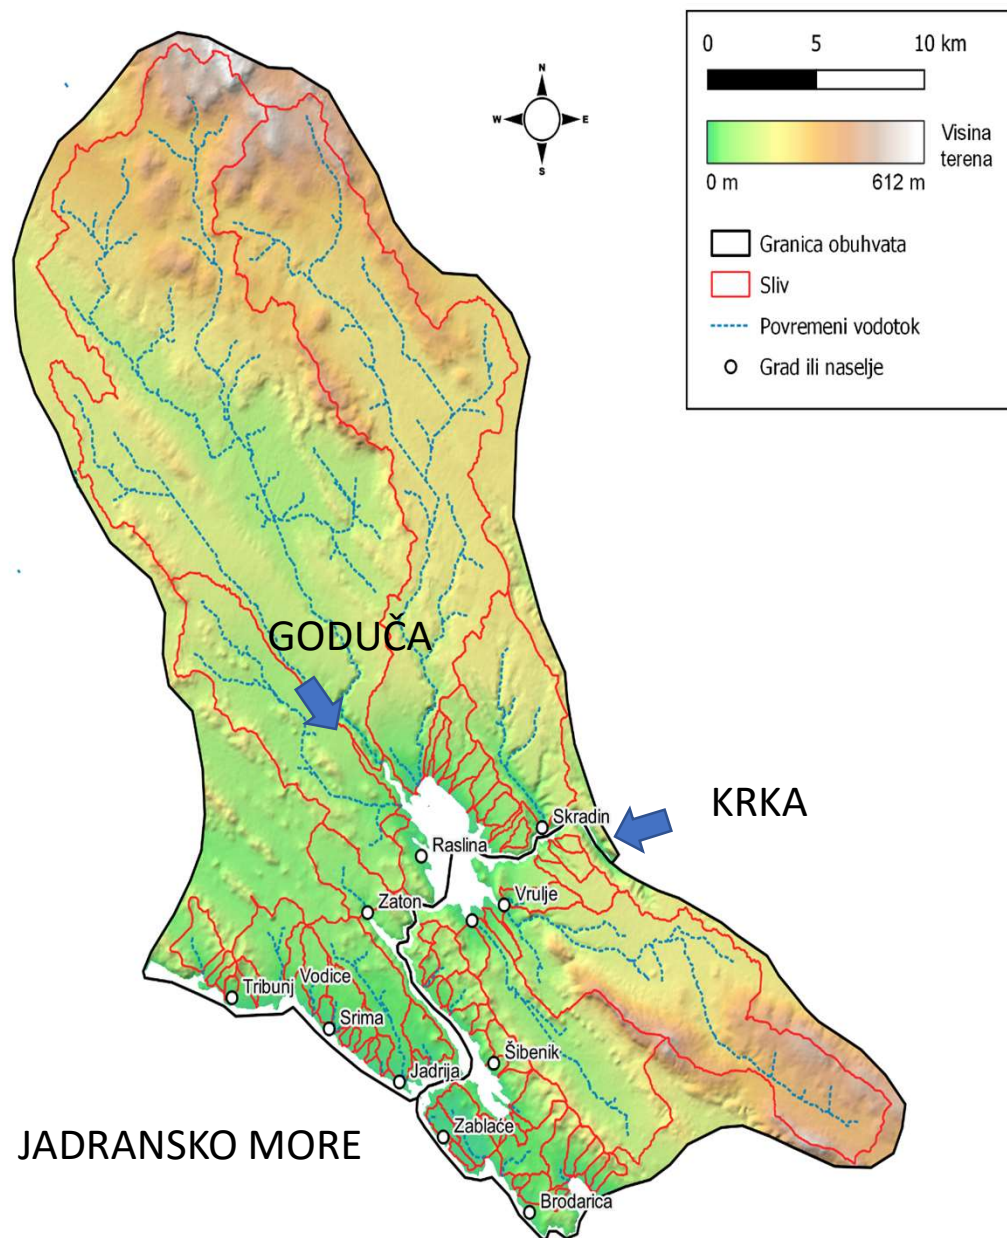 0 5 10 km
Visina
terena
0 m 612 m
Granica obuhvata
Sliv
Povremeni vodotok
Grad ili naselje
N
W E
S
GODUČA
KRKA
Skradin
Raslina
Vrulje
Zaton
Vodice
Tribunj
Srima
Šibenik
Jadrija
Zablaće
JADRANSKO MORE
Brodarica